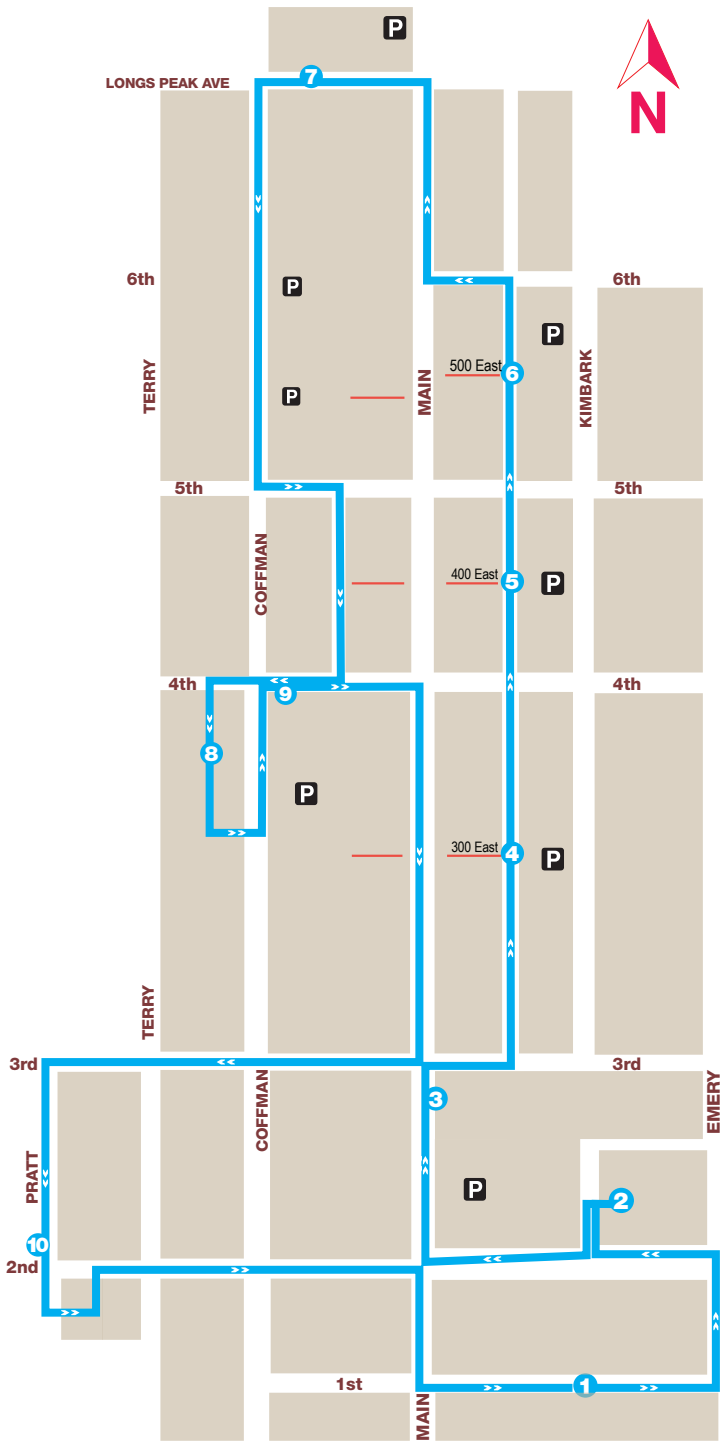 P
7
LONGS PEAK AVE
N
6th
6th
P
P
500 East
6
TERRY
MAIN
KIMBARK
P
5th
5th
COFFMAN
400 East
5
P
4th
4th
9
8
P
300 East
4
P
TERRY
3rd
3rd
3
COFFMAN
EMERY
PRATT
P
2
10
2nd
1st
1
MAIN